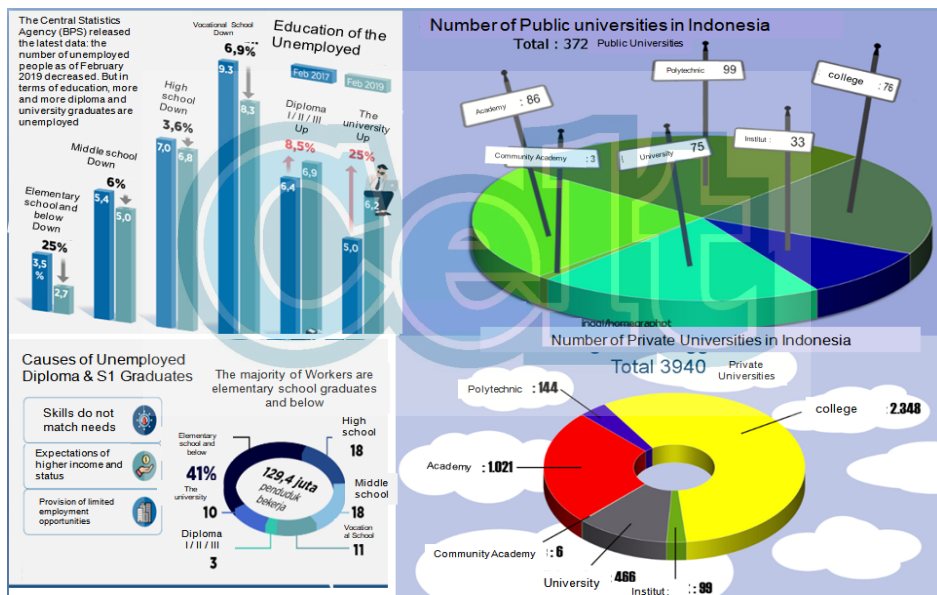 The Central Statistics
Agency (BPS) released
the latest data: the
number of unemployed
people as of February
2019 decreased. But in
terms of education, more
and more diploma and
university graduates are
unemployed
Education of the
Unemployed
Feb 2017
Feb 2019
Elementary
school and
below
Down
25%
3,5
%
2,7
Middle school
Down
6%
5,4
5,0
High
school
Down
3,6%
7,0
6,8
Vocational School
Down
6,9%
9.3
8,3
Diploma
I / II / III
Up
8,5%
6,4
6,9
The
university
Up
25%
5,0
6,2
Number of Public universities in Indonesia
Total : 372 Public Universities
Academy : 86
Polytechnic 99
college : 76
Community Academy : 3
University 75
Institut : 33
Causes of Unemployed
Diploma & S1 Graduates
Skills do not
match needs
Expectations of
higher income and
status
Provision of limited
employment
opportunities
The majority of Workers are
elementary school graduates
and below
Elementary
school and
below
41%
The
university
10
Diploma
I / II / III
3
High
school
18
Middle
school
18
Vocation
al School
11
129,4 juta
penduduk
bekerja
Number of Private Universities in Indonesia
Total 3940
Private
Universities
Polytechnic : 144
college : 2.348
Academy : 1.021
Community Academy : 6
University : 466
Institut : : 99
celt